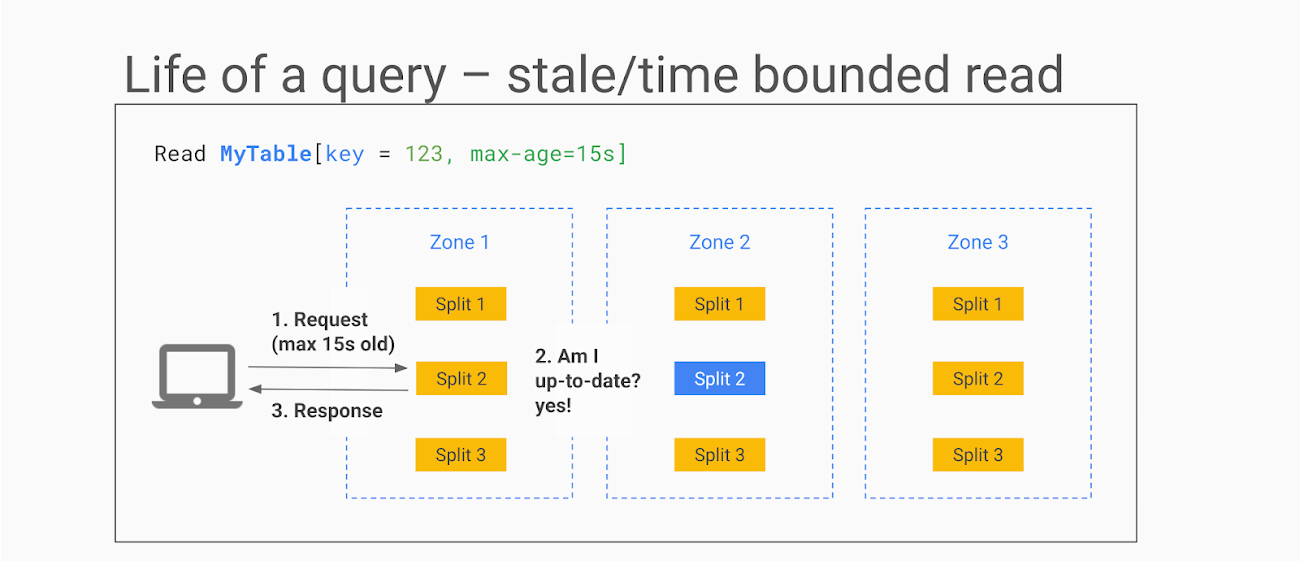 Life of a query – stale/time bounded read
Read MyTable[key = 123, max-age=15s]
Zone 1
Zone 2
Zone 3
Split 1
Split 1
Split 1
1. Request
(max 15s old)
2. Am I
up-to-date?
yes!
Split 2
Split 2
Split 2
3. Response
Split 3
Split 3
Split 3